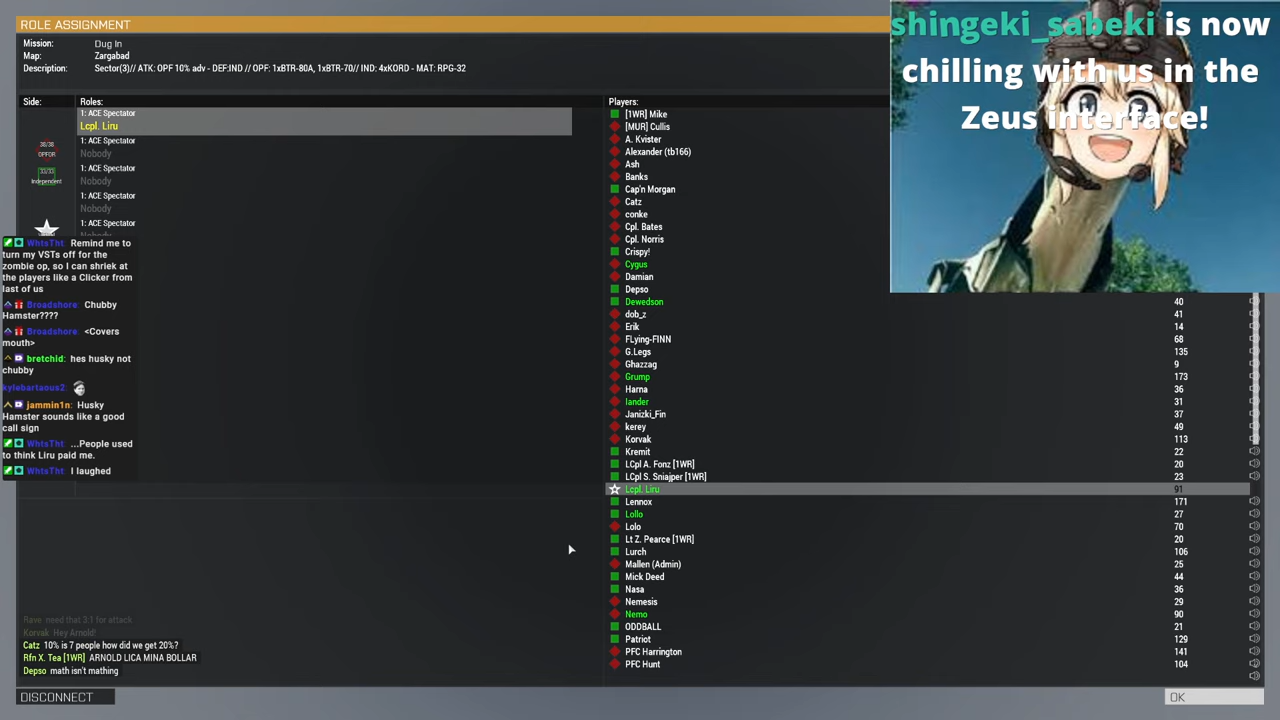 ROLE ASSIGNMENT
Mission: Dug In
Map: Zargabad
Description: Sector(3)// ATK: OPF 10% adv - DEF:IND // OPF: 1xBTR-80A, 1xBTR-70// IND: 4xKORD - MAT: RPG-32
shingeki_sabeki is now
chilling with us in the
Zeus interface!
Side: Roles: Players:
1: ACE Spectator
Lcpl. Liru
1: ACE Spectator
Nobody
1: ACE Spectator
Nobody
1: ACE Spectator
Nobody
1: ACE Spectator
OPFOR
Independent
WhtsTht: Remind me to
turn my VSTs off for the
zombie op, so I can shriek at
the players like a Clicker from
last of us
Broadshore: Chubby
Hamster????
Broadshore: <Covers
mouth>
bretchld: hes husky not
chubby
kylebartaous2:
jammin1n: Husky
Hamster sounds like a good
call sign
WhtsTht: ...People used
to think Liru paid me.
WhtsTht: I laughed
[1WR] Mike
[MUR] Cullis
A. Kvister
Alexander (tb166)
Ash
Banks
Cap'n Morgan
Catz
conke
Cpl. Bates
Cpl. Norris
Crispy!
Cygus
Damian
Depso
Dewedson 40
dob_z 41
Erik 14
FLying-FINN 68
G.Legs 135
Ghazzag 9
Grump 173
Harna 36
Iander 31
Janizki_Fin 37
kerey 49
Korvak 113
Kremit 22
LCpl A. Fonz [1WR] 20
LCpl S. Sniajper [1WR] 23
Lcpl. Liru 91
Lennox 171
Lollo 27
Lolo 70
Lt Z. Pearce [1WR] 20
Lurch 106
Mallen (Admin) 25
Mick Deed 44
Nasa 36
Nemesis 29
Nemo 90
ODDBALL 21
Patriot 129
PFC Harrington 141
PFC Hunt 104
Rave need that 3:1 for attack
Korvak Hey Arnold!
Catz 10% is 7 people how did we get 20%?
Rfn X. Tea [1WR] ARNOLD LICA MINA BOLLAR
Depso math isn't mathing
DISCONNECT
OK